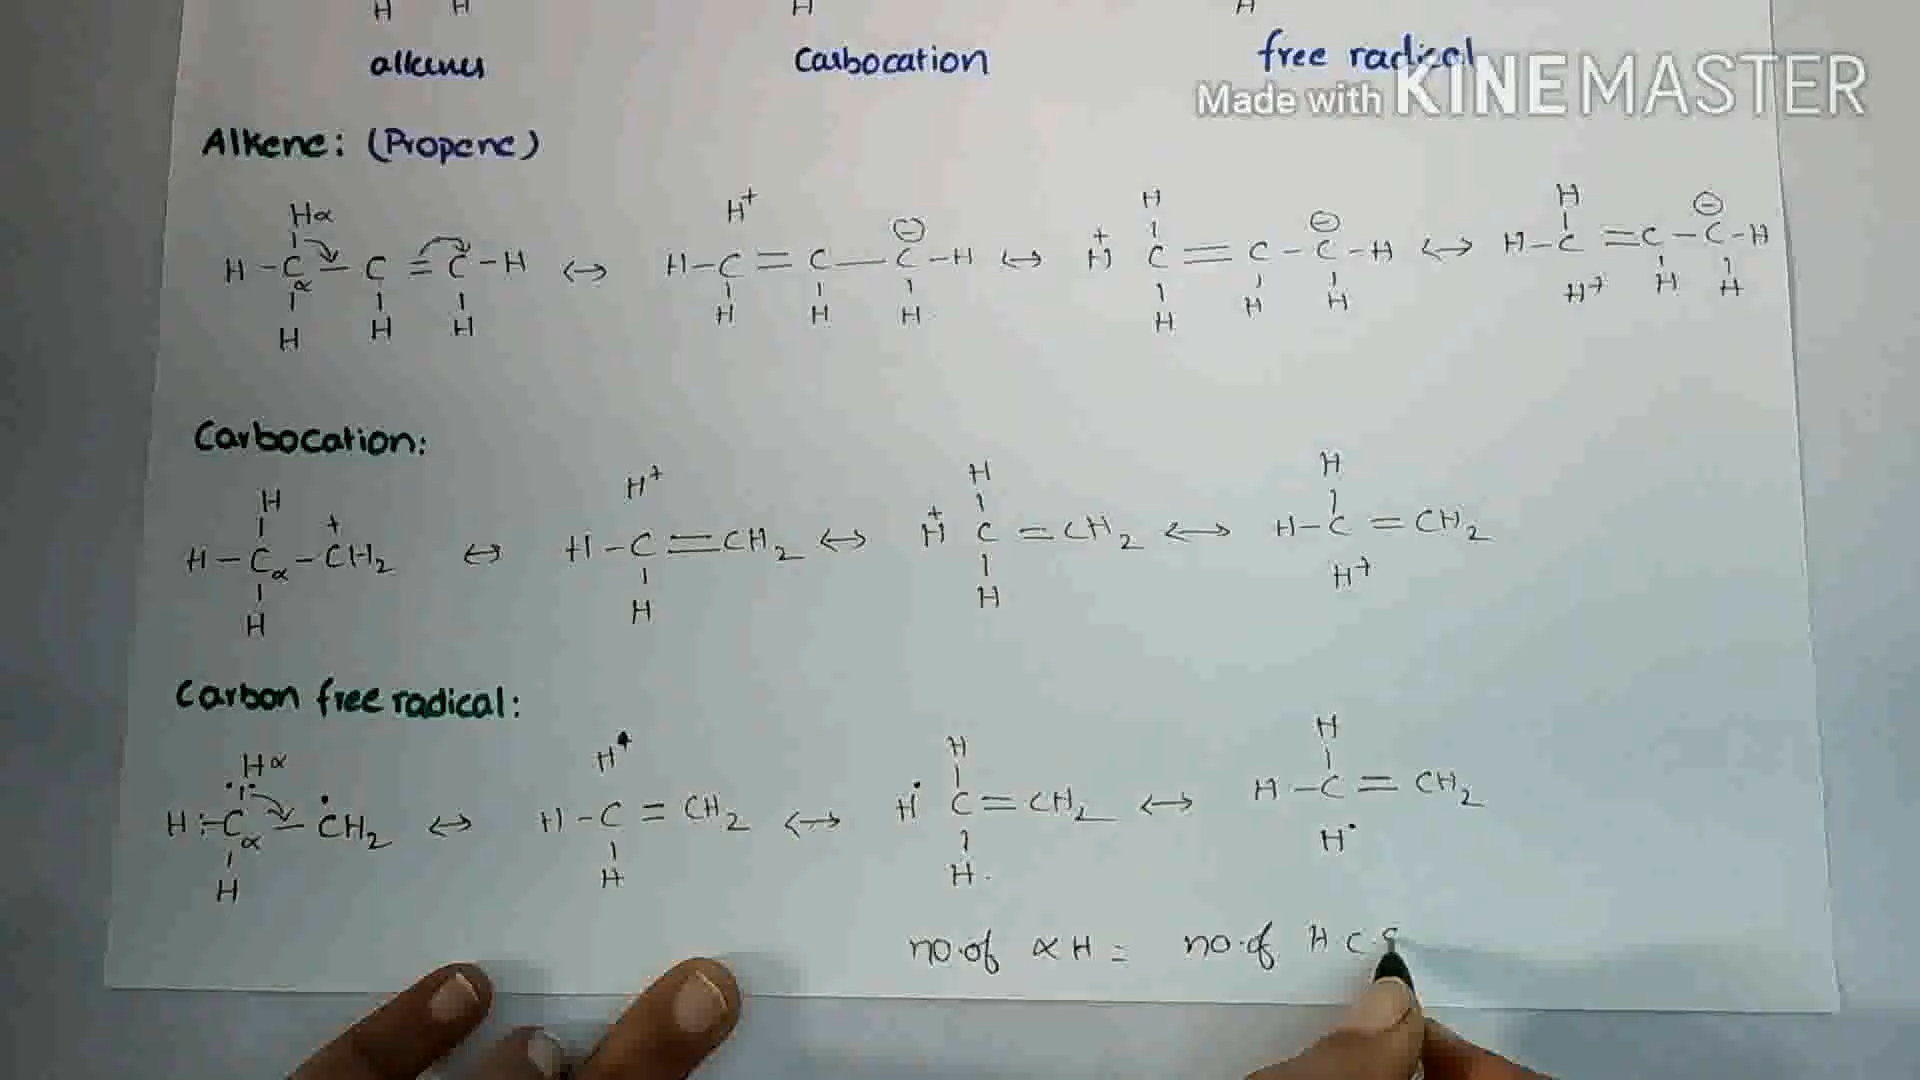 H H H H
alkenes Carbocation free radical
Made with KINEMASTER
Alkene: (Propene)
Hα H⁺ H H
H-C-C=C-H ↔ H-C=C-C-H ↔ H⁺ C=C-C-H ↔ H-C=C-C-H
α ⊖ ⊖ ⊖
H H H H H H H H H H⁺ H H
Carbocation:
H H⁺ H H
H-Cα-CH₂ ↔ H-C=CH₂ ↔ H⁺ C=CH₂ ↔ H-C=CH₂
+
H H H H⁺
Carbon free radical:
Hα H• H H
H:-Cα-ĊH₂ ↔ H-C=CH₂ ↔ H• C=CH₂ ↔ H-C=CH₂
H H H. H•
no. of αH = no. of H C S